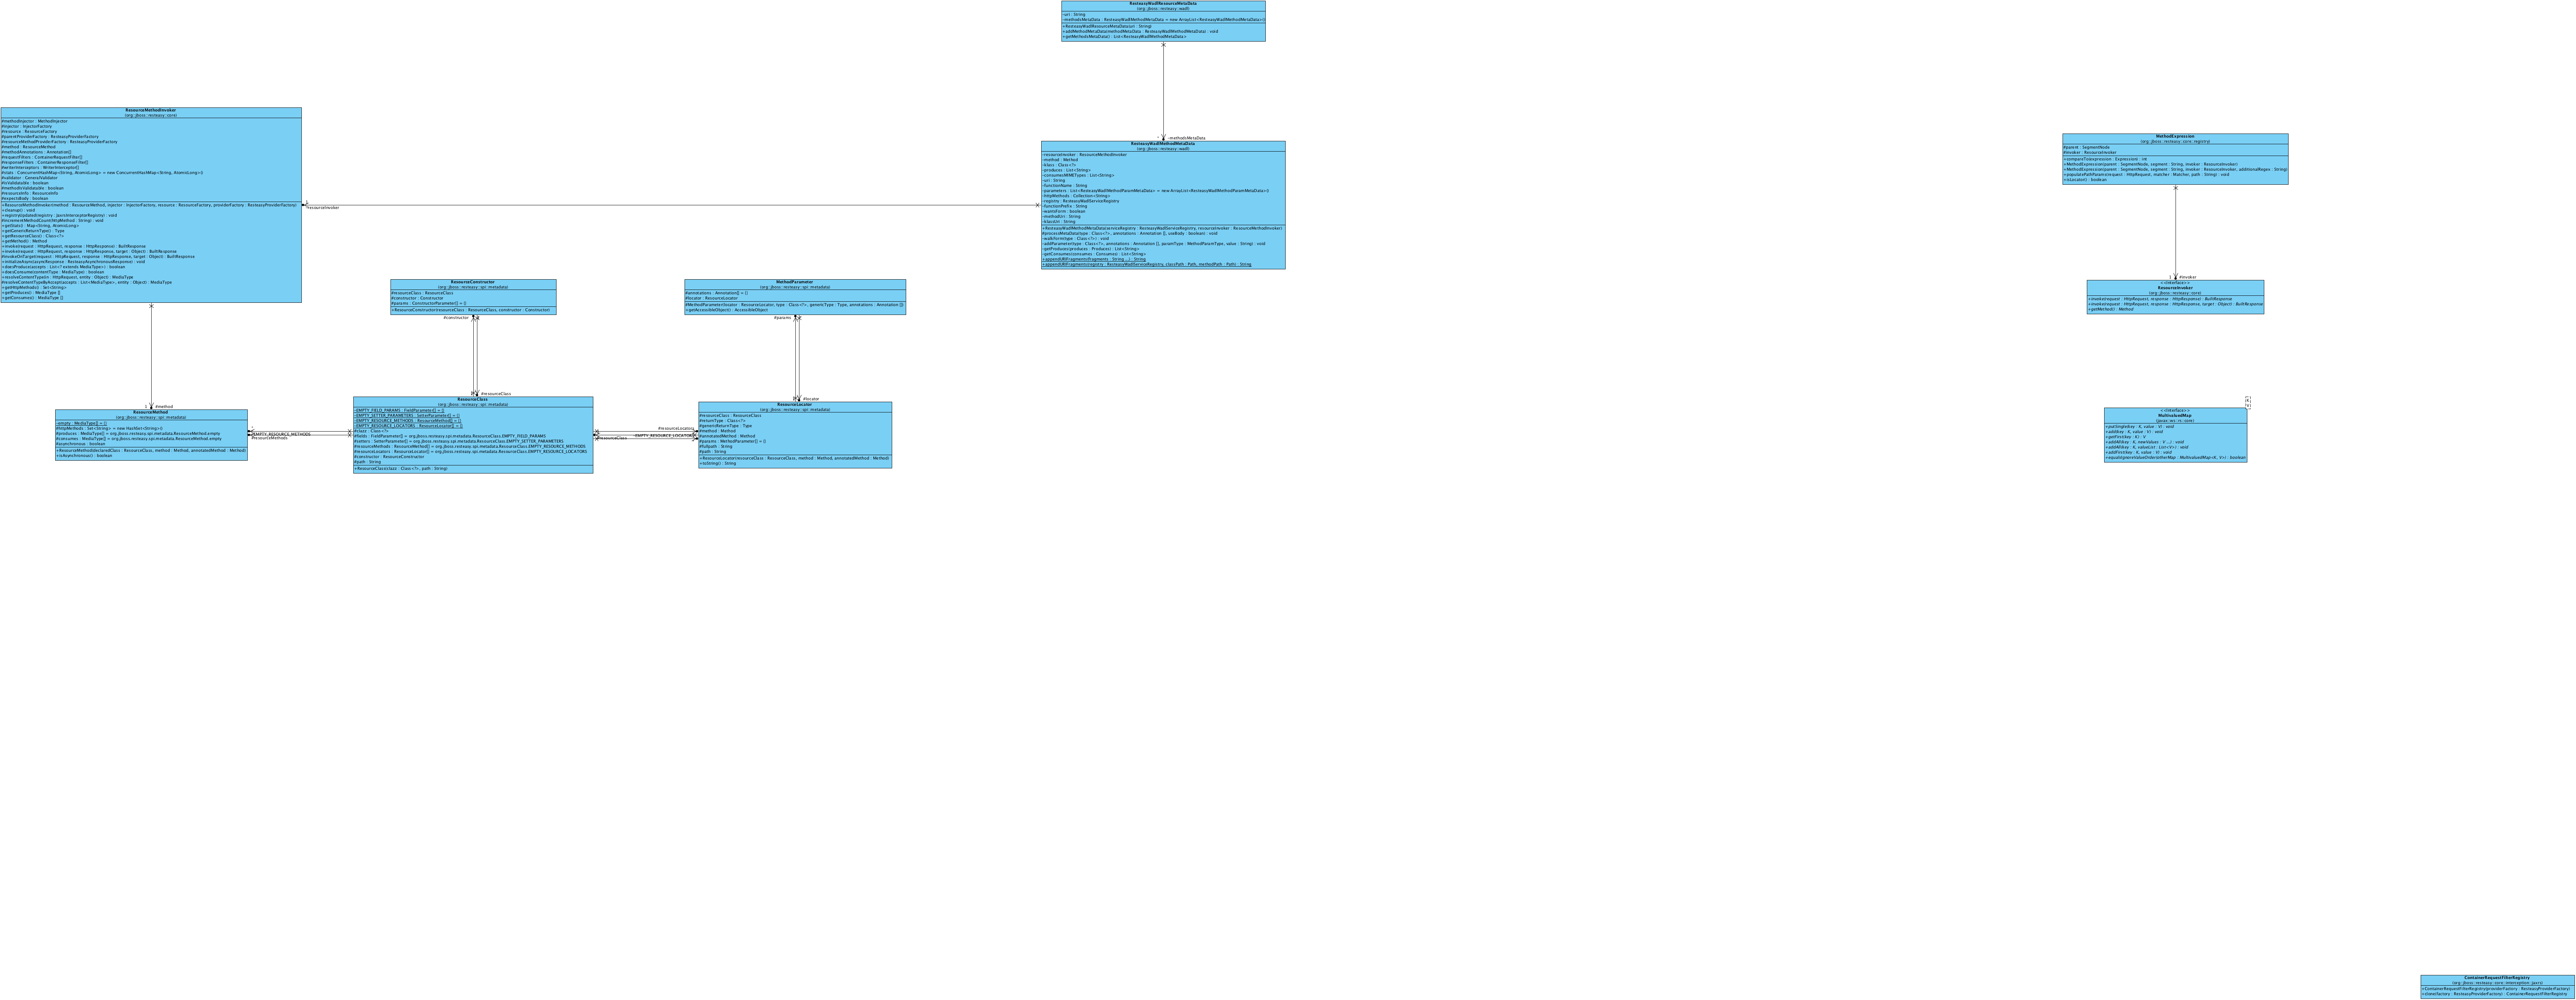 ResteasyWadlResourceMetaData
(org::jboss::resteasy::wadl)
-uri : String
-methodsMetaData : ResteasyWadlMethodMetaData = new ArrayList<ResteasyWadlMethodMetaData>()
+ResteasyWadlResourceMetaData(uri : String)
+addMethodMetaData(methodMetaData : ResteasyWadlMethodMetaData) : void
+getMethodsMetaData() : List<ResteasyWadlMethodMetaData>
* -methodsMetaData
ResourceMethodInvoker
(org::jboss::resteasy::core)
#methodInjector : MethodInjector
#injector : InjectorFactory
#resource : ResourceFactory
#parentProviderFactory : ResteasyProviderFactory
#resourceMethodProviderFactory : ResteasyProviderFactory
#method : ResourceMethod
#methodAnnotations : Annotation[]
#requestFilters : ContainerRequestFilter[]
#responseFilters : ContainerResponseFilter[]
#writerInterceptors : WriterInterceptor[]
#stats : ConcurrentHashMap<String, AtomicLong> = new ConcurrentHashMap<String, AtomicLong>()
#validator : GeneralValidator
#isValidatable : boolean
#methodIsValidatable : boolean
#resourceInfo : ResourceInfo
#expectsBody : boolean
+ResourceMethodInvoker(method : ResourceMethod, injector : InjectorFactory, resource : ResourceFactory, providerFactory : ResteasyProviderFactory)
+cleanup() : void
+registryUpdated(registry : JaxrsInterceptorRegistry) : void
#incrementMethodCount(httpMethod : String) : void
+getStats() : Map<String, AtomicLong>
+getGenericReturnType() : Type
+getResourceClass() : Class<?>
+getMethod() : Method
+invoke(request : HttpRequest, response : HttpResponse) : BuiltResponse
+invoke(request : HttpRequest, response : HttpResponse, target : Object) : BuiltResponse
#invokeOnTarget(request : HttpRequest, response : HttpResponse, target : Object) : BuiltResponse
+initializeAsync(asyncResponse : ResteasyAsynchronousResponse) : void
+doesProduce(accepts : List<? extends MediaType>) : boolean
+doesConsume(contentType : MediaType) : boolean
+resolveContentType(in : HttpRequest, entity : Object) : MediaType
#resolveContentTypeByAccept(accepts : List<MediaType>, entity : Object) : MediaType
+getHttpMethods() : Set<String>
+getProduces() : MediaType []
+getConsumes() : MediaType []
1
-resourceInvoker
ResteasyWadlMethodMetaData
(org::jboss::resteasy::wadl)
-resourceInvoker : ResourceMethodInvoker
-method : Method
-klass : Class<?>
-produces : List<String>
-consumesMIMETypes : List<String>
-uri : String
-functionName : String
-parameters : List<ResteasyWadlMethodParamMetaData> = new ArrayList<ResteasyWadlMethodParamMetaData>()
-httpMethods : Collection<String>
-registry : ResteasyWadlServiceRegistry
-functionPrefix : String
-wantsForm : boolean
-methodUri : String
-klassUri : String
+ResteasyWadlMethodMetaData(serviceRegistry : ResteasyWadlServiceRegistry, resourceInvoker : ResourceMethodInvoker)
#processMetaData(type : Class<?>, annotations : Annotation [], useBody : boolean) : void
-walkForm(type : Class<?>) : void
-addParameter(type : Class<?>, annotations : Annotation [], paramType : MethodParamType, value : String) : void
-getProduces(produces : Produces) : List<String>
-getConsumes(consumes : Consumes) : List<String>
+appendURIFragments(fragments : String ...) : String
+appendURIFragments(registry : ResteasyWadlServiceRegistry, classPath : Path, methodPath : Path) : String
MethodExpression
(org::jboss::resteasy::core::registry)
#parent : SegmentNode
#invoker : ResourceInvoker
+compareTo(expression : Expression) : int
+MethodExpression(parent : SegmentNode, segment : String, invoker : ResourceInvoker)
+MethodExpression(parent : SegmentNode, segment : String, invoker : ResourceInvoker, additionalRegex : String)
+populatePathParams(request : HttpRequest, matcher : Matcher, path : String) : void
+isLocator() : boolean
1 #invoker
<<Interface>>
ResourceInvoker
(org::jboss::resteasy::core)
+invoke(request : HttpRequest, response : HttpResponse) : BuiltResponse
+invoke(request : HttpRequest, response : HttpResponse, target : Object) : BuiltResponse
+getMethod() : Method
ResourceConstructor
(org::jboss::resteasy::spi::metadata)
#resourceClass : ResourceClass
#constructor : Constructor
#params : ConstructorParameter[] = {}
+ResourceConstructor(resourceClass : ResourceClass, constructor : Constructor)
#constructor
#resourceClass
MethodParameter
(org::jboss::resteasy::spi::metadata)
#annotations : Annotation[] = {}
#locator : ResourceLocator
#MethodParameter(locator : ResourceLocator, type : Class<?>, genericType : Type, annotations : Annotation [])
+getAccessibleObject() : AccessibleObject
#params
#locator
1 #method
ResourceMethod
(org::jboss::resteasy::spi::metadata)
-empty : MediaType[] = {}
#httpMethods : Set<String> = new HashSet<String>()
#produces : MediaType[] = org.jboss.resteasy.spi.metadata.ResourceMethod.empty
#consumes : MediaType[] = org.jboss.resteasy.spi.metadata.ResourceMethod.empty
#asynchronous : boolean
+ResourceMethod(declaredClass : ResourceClass, method : Method, annotatedMethod : Method)
+isAsynchronous() : boolean
-EMPTY_RESOURCE_METHODS
#resourceMethods
ResourceClass
(org::jboss::resteasy::spi::metadata)
-EMPTY_FIELD_PARAMS : FieldParameter[] = {}
-EMPTY_SETTER_PARAMETERS : SetterParameter[] = {}
-EMPTY_RESOURCE_METHODS : ResourceMethod[] = {}
-EMPTY_RESOURCE_LOCATORS : ResourceLocator[] = {}
#clazz : Class<?>
#fields : FieldParameter[] = org.jboss.resteasy.spi.metadata.ResourceClass.EMPTY_FIELD_PARAMS
#setters : SetterParameter[] = org.jboss.resteasy.spi.metadata.ResourceClass.EMPTY_SETTER_PARAMETERS
#resourceMethods : ResourceMethod[] = org.jboss.resteasy.spi.metadata.ResourceClass.EMPTY_RESOURCE_METHODS
#resourceLocators : ResourceLocator[] = org.jboss.resteasy.spi.metadata.ResourceClass.EMPTY_RESOURCE_LOCATORS
#constructor : ResourceConstructor
#path : String
+ResourceClass(clazz : Class<?>, path : String)
#resourceLocators
-EMPTY_RESOURCE_LOCATORS
#resourceClass
ResourceLocator
(org::jboss::resteasy::spi::metadata)
#resourceClass : ResourceClass
#returnType : Class<?>
#genericReturnType : Type
#method : Method
#annotatedMethod : Method
#params : MethodParameter[] = {}
#fullpath : String
#path : String
+ResourceLocator(resourceClass : ResourceClass, method : Method, annotatedMethod : Method)
+toString() : String
<<Interface>>
MultivaluedMap
(javax::ws::rs::core)
+putSingle(key : K, value : V) : void
+add(key : K, value : V) : void
+getFirst(key : K) : V
+addAll(key : K, newValues : V ...) : void
+addAll(key : K, valueList : List<V>) : void
+addFirst(key : K, value : V) : void
+equalsIgnoreValueOrder(otherMap : MultivaluedMap<K, V>) : boolean
ContainerRequestFilterRegistry
(org::jboss::resteasy::core::interception::jaxrs)
+ContainerRequestFilterRegistry(providerFactory : ResteasyProviderFactory)
+clone(factory : ResteasyProviderFactory) : ContainerRequestFilterRegistry